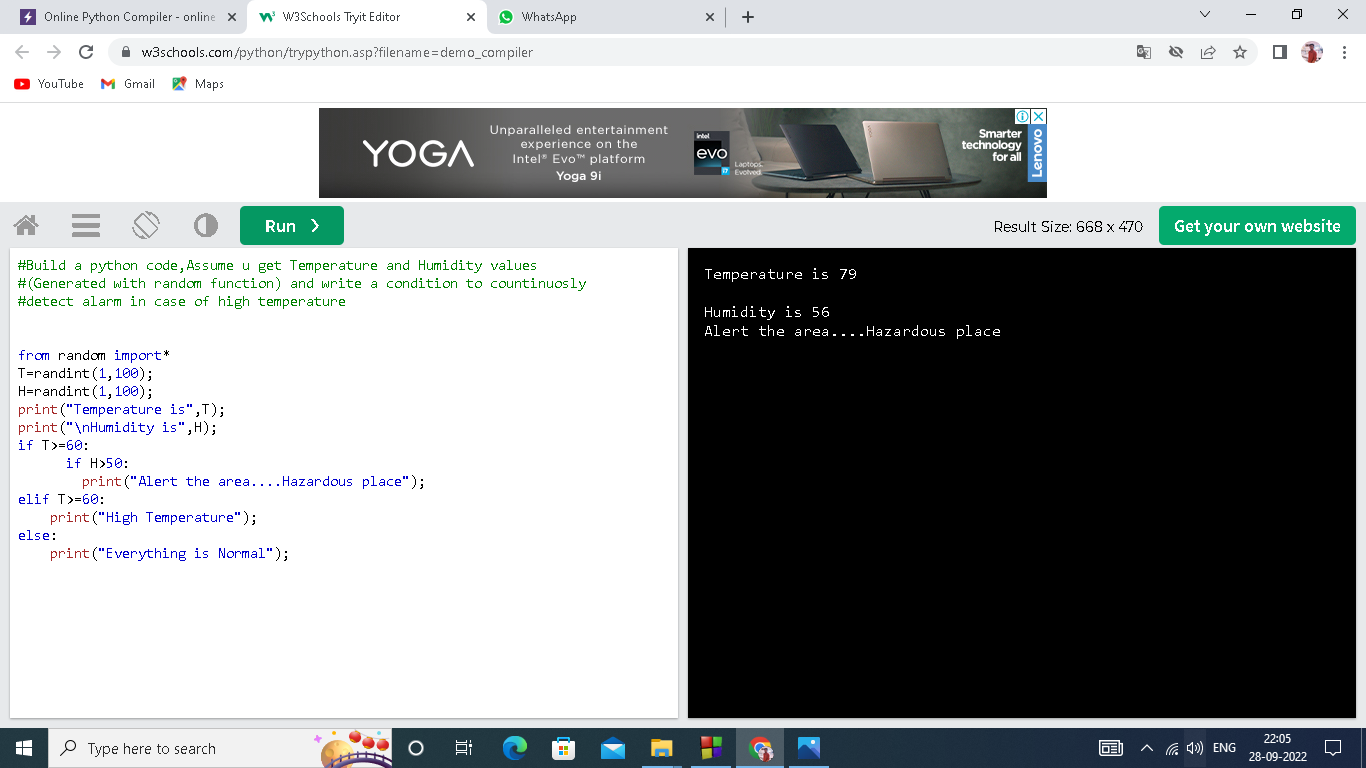 Online Python Compiler - online
W3Schools Tryit Editor
WhatsApp
w3schools.com/python/trypython.asp?filename=demo_compiler
YouTube
Gmail
Maps
YOGA
Unparalleled entertainment
experience on the
Intel® Evo™ platform
Yoga 9i
intel
evo
i7
Laptops.
Evolved.
Smarter
technology
for all
Lenovo
Run ❯
Result Size: 668 x 470
Get your own website
#Build a python code,Assume u get Temperature and Humidity values
#(Generated with random function) and write a condition to countinuosly
#detect alarm in case of high temperature
from random import*
T=randint(1,100);
H=randint(1,100);
print("Temperature is",T);
print("\nHumidity is",H);
if T>=60:
      if H>50:
        print("Alert the area....Hazardous place");
elif T>=60:
    print("High Temperature");
else:
    print("Everything is Normal");
Temperature is 79
Humidity is 56
Alert the area....Hazardous place
Type here to search
ENG
22:05
28-09-2022